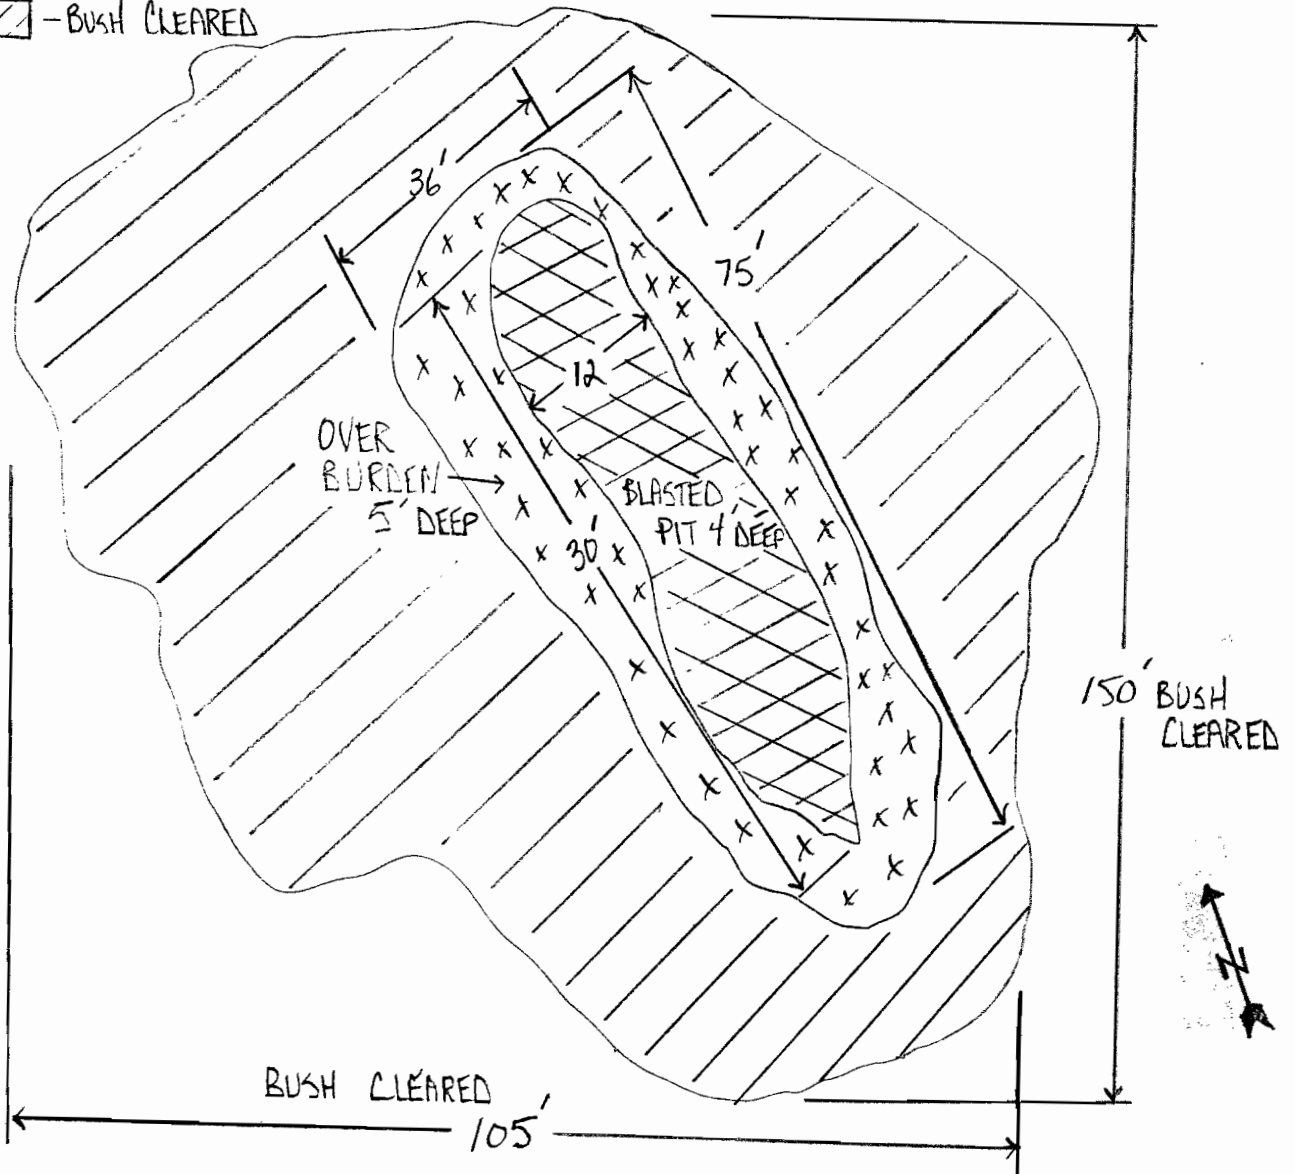 - BUSH CLEARED
36'
75'
12
OVER
BURDEN
5' DEEP
BLASTED
PIT 4' DEEP
30'
150' BUSH
CLEARED
N
BUSH CLEARED
105'